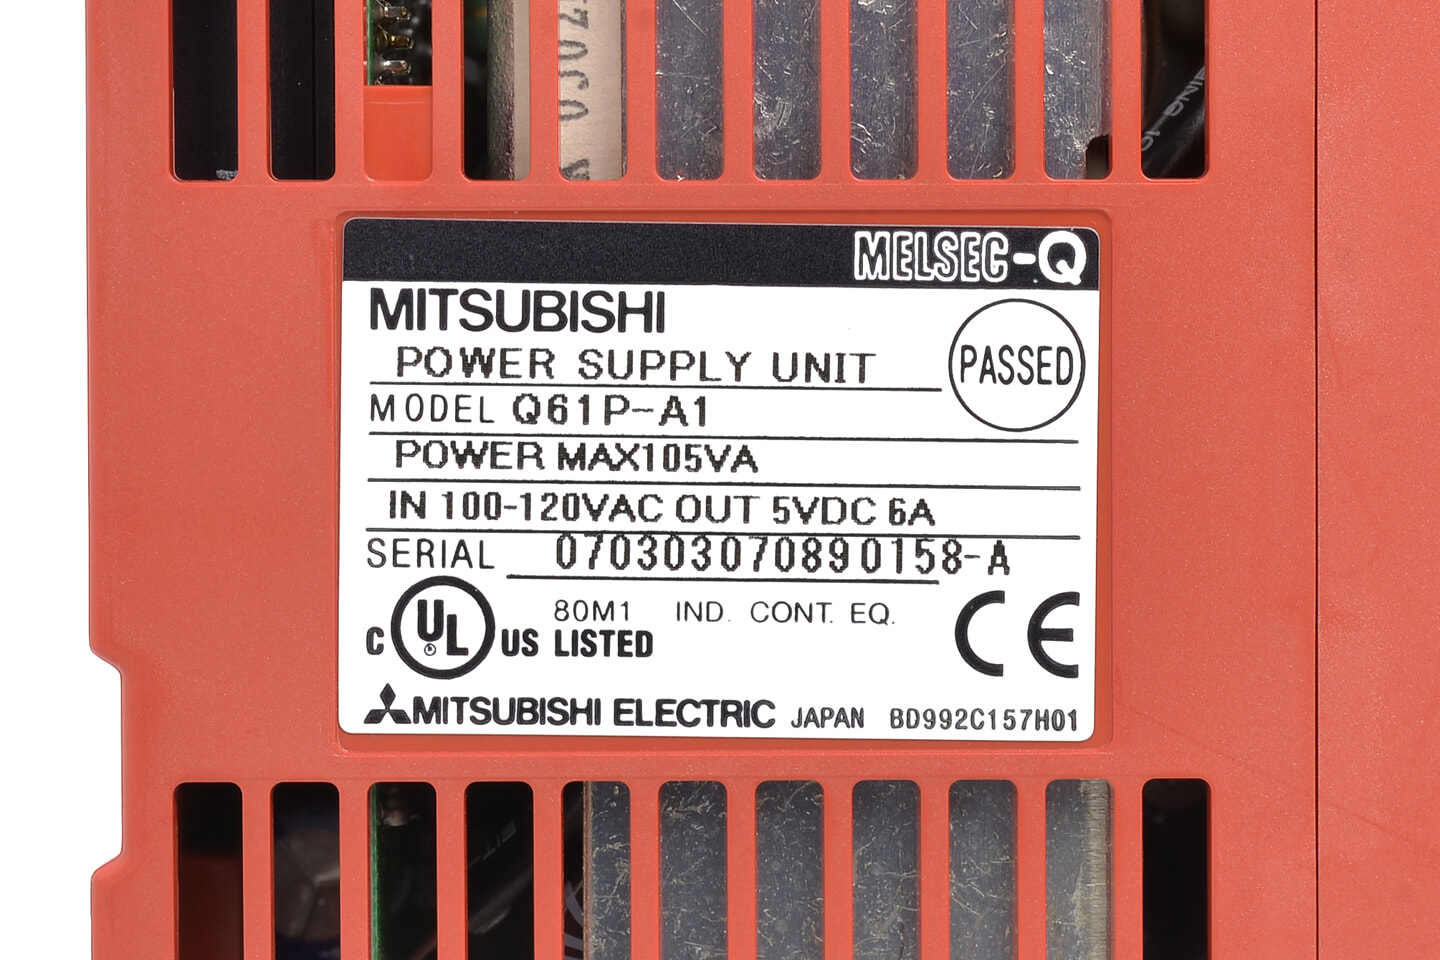 0302
MELSEC-Q
MITSUBISHI
POWER SUPPLY UNIT
PASSED
MODEL Q61P-A1
POWER MAX105VA
IN 100-120VAC OUT 5VDC 6A
SERIAL 070303070890158-A
80M1 IND. CONT. EQ.
C UL US LISTED
CE
MITSUBISHI ELECTRIC JAPAN BD992C157H01